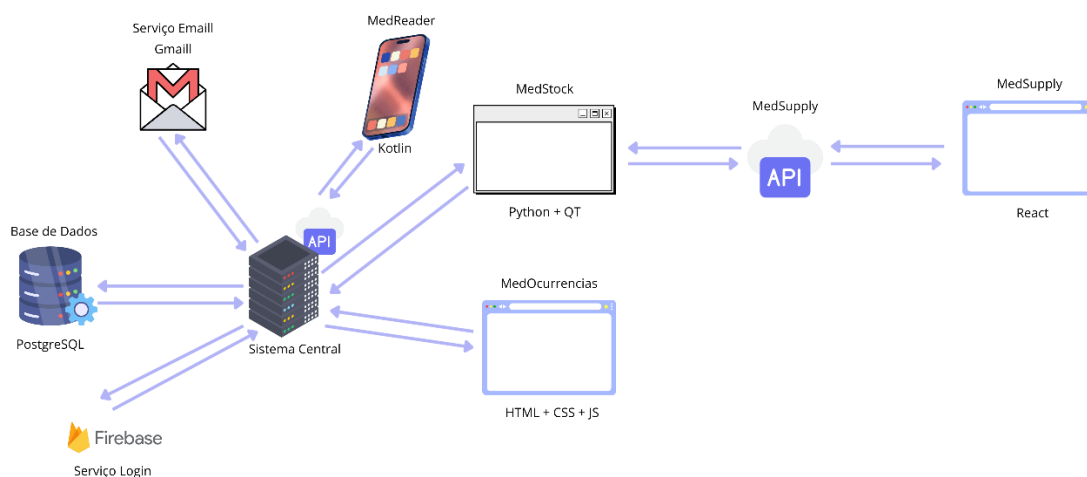 Serviço Emaill
Gmaill
MedReader
Kotlin
MedStock
Python + QT
MedSupply
API
MedSupply
React
Base de Dados
PostgreSQL
API
Sistema Central
MedOcurrencias
HTML + CSS + JS
Firebase
Serviço Login